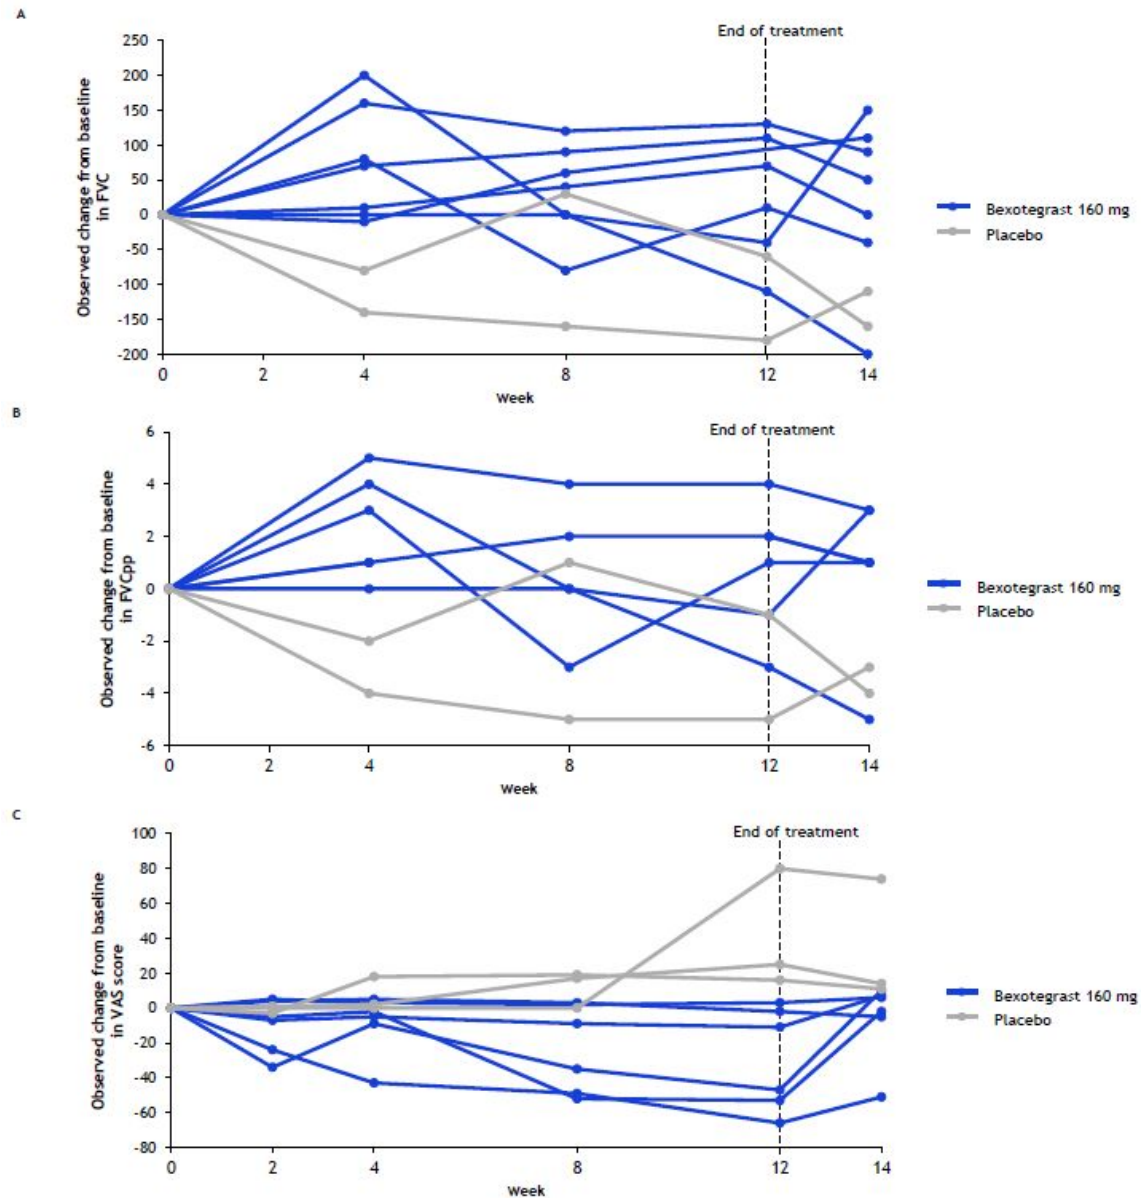 A
End of treatment
250
200
150
100
50
0
-50
-100
-150
-200
Observed change from baseline
in FVC
0 2 4 8 12 14
Week
Bexotegrast 160 mg
Placebo
B
End of treatment
6
4
2
0
-2
-4
-6
Observed change from baseline
in FVCpp
0 2 4 8 12 14
Week
Bexotegrast 160 mg
Placebo
C
End of treatment
100
80
60
40
20
0
-20
-40
-60
-80
Observed change from baseline
in VAS score
0 2 4 8 12 14
Week
Bexotegrast 160 mg
Placebo